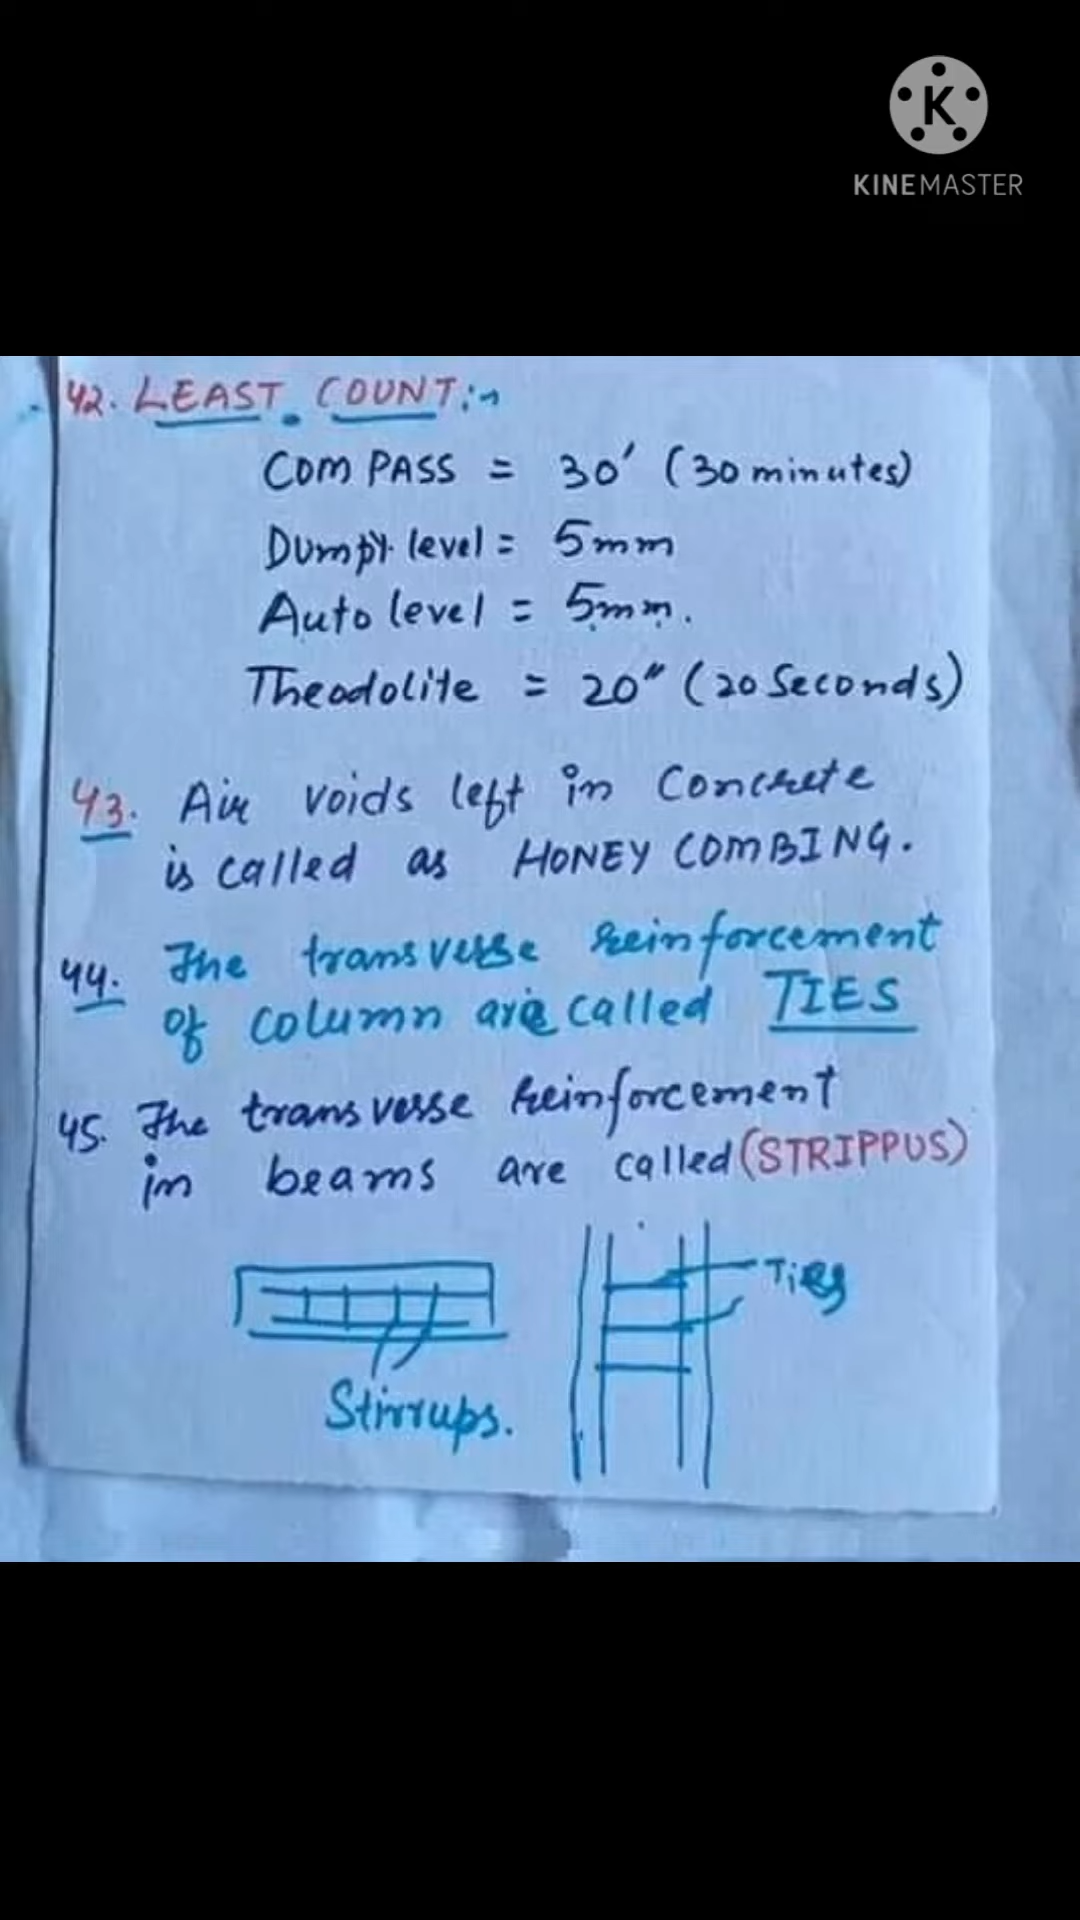 K
KINEMASTER
42. LEAST COUNT:-
COMPASS = 30' (30 minutes)
Dumpy level = 5mm
Auto level = 5mm.
Theodolite = 20" (20 Seconds)
43. Air voids left in Concrete
is called as HONEY COMBING.
44. The transverse reinforcement
of column are called TIES
45. The transverse reinforcement
in beams are called (STRIPPUS)
Ties
Stirrups.